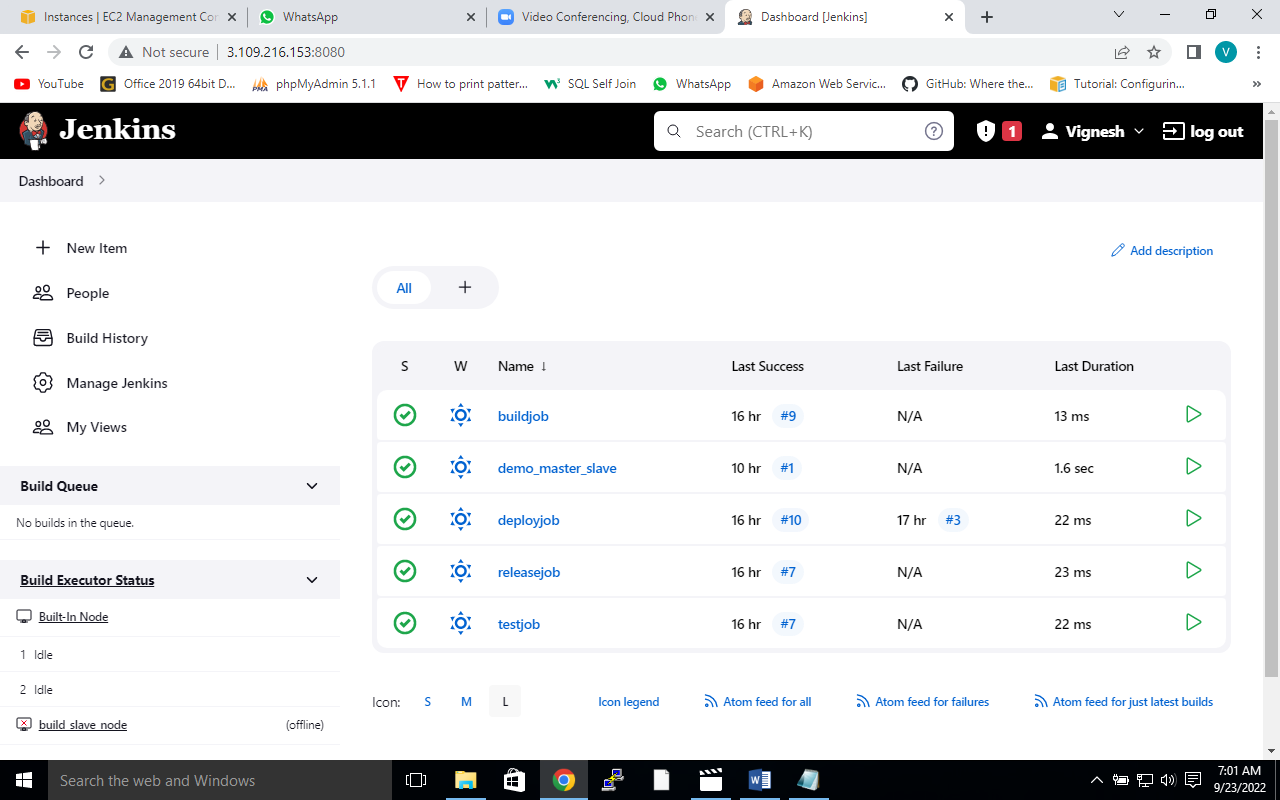 Instances | EC2 Management Con
WhatsApp
Video Conferencing, Cloud Phone
Dashboard [Jenkins]
Not secure
3.109.216.153:8080
V
YouTube
Office 2019 64bit D...
phpMyAdmin 5.1.1
How to print patter...
SQL Self Join
WhatsApp
Amazon Web Servic...
GitHub: Where the...
Tutorial: Configurin...
»
Jenkins
Search (CTRL+K)
1
Vignesh
log out
Dashboard
New Item
People
Build History
Manage Jenkins
My Views
Build Queue
No builds in the queue.
Build Executor Status
Built-In Node
1 Idle
2 Idle
build_slave_node (offline)
Add description
All +
S W Name ↓ Last Success Last Failure Last Duration
buildjob 16 hr #9 N/A 13 ms
demo_master_slave 10 hr #1 N/A 1.6 sec
deployjob 16 hr #10 17 hr #3 22 ms
releasejob 16 hr #7 N/A 23 ms
testjob 16 hr #7 N/A 22 ms
Icon: S M L
Icon legend
Atom feed for all
Atom feed for failures
Atom feed for just latest builds
Search the web and Windows
7:01 AM
9/23/2022